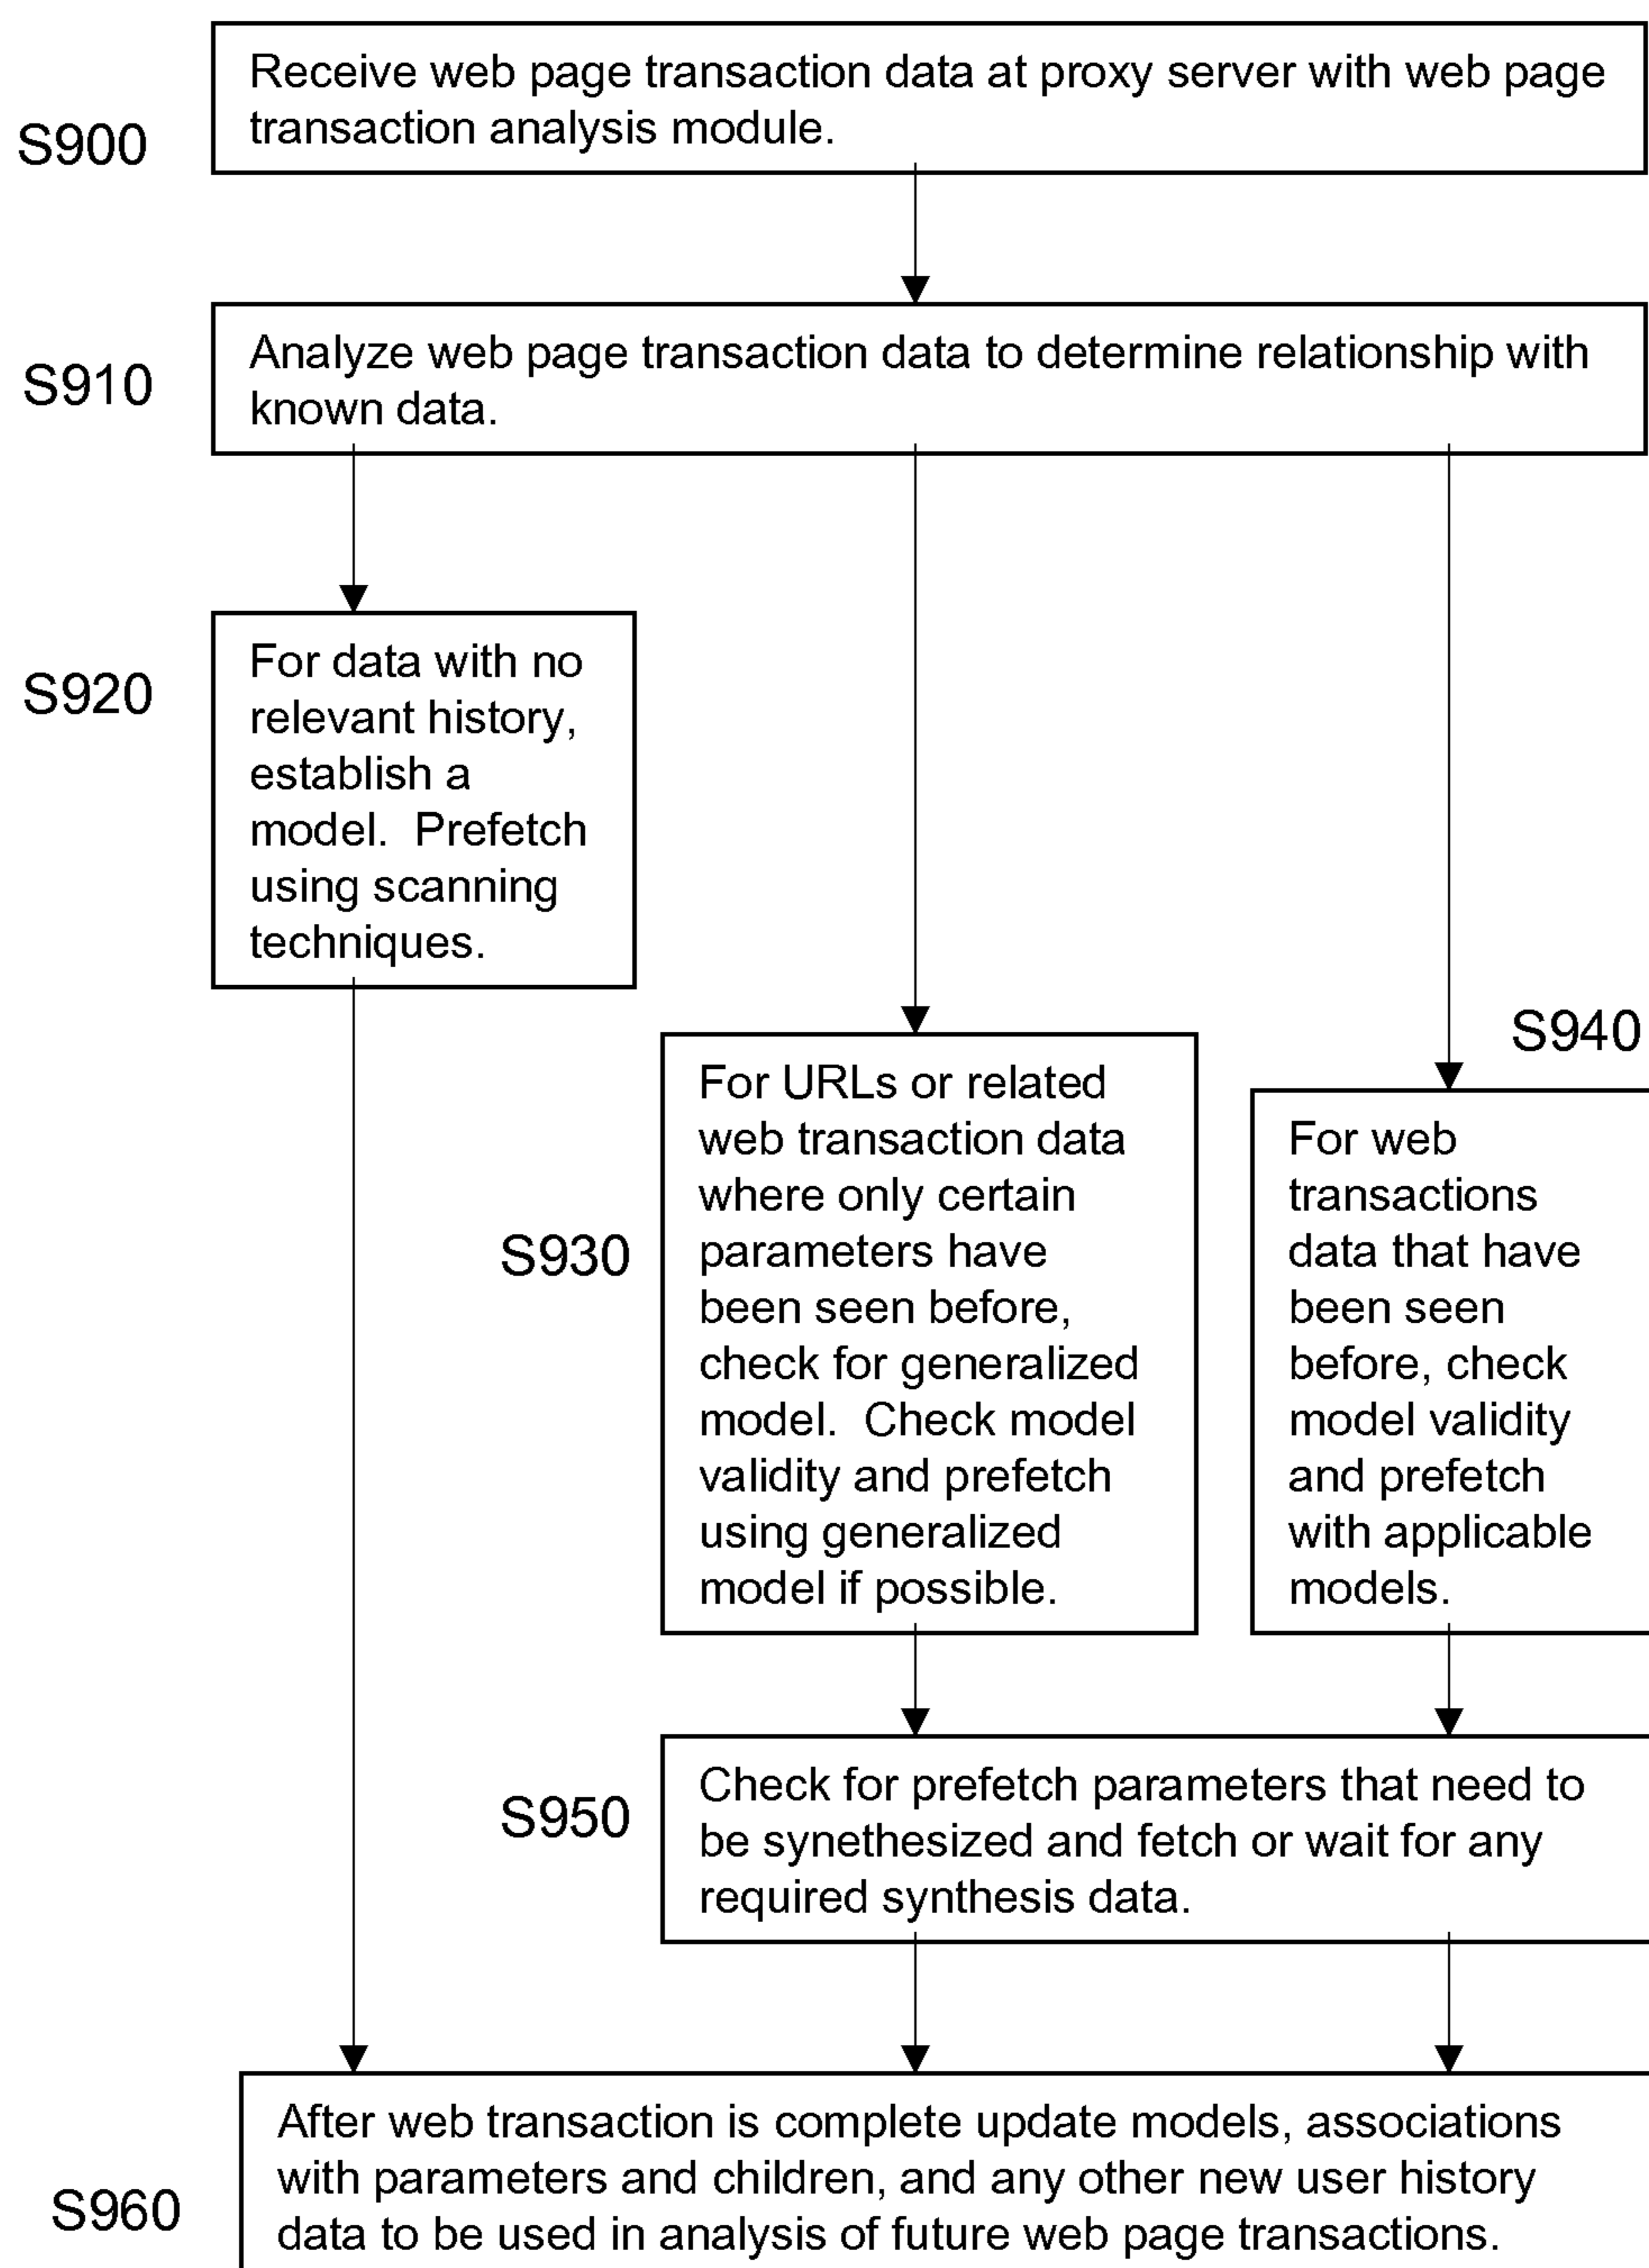 Receive web page transaction data at proxy server with web page
transaction analysis module.
S900
Analyze web page transaction data to determine relationship with
known data.
S910
For data with no
relevant history,
establish a
model. Prefetch
using scanning
techniques.
S920
For URLs or related
web transaction data
where only certain
parameters have
been seen before,
check for generalized
model. Check model
validity and prefetch
using generalized
model if possible.
S930
S940
For web
transactions
data that have
been seen
before, check
model validity
and prefetch
with applicable
models.
Check for prefetch parameters that need to
be synethesized and fetch or wait for any
required synthesis data.
S950
After web transaction is complete update models, associations
with parameters and children, and any other new user history
data to be used in analysis of future web page transactions.
S960